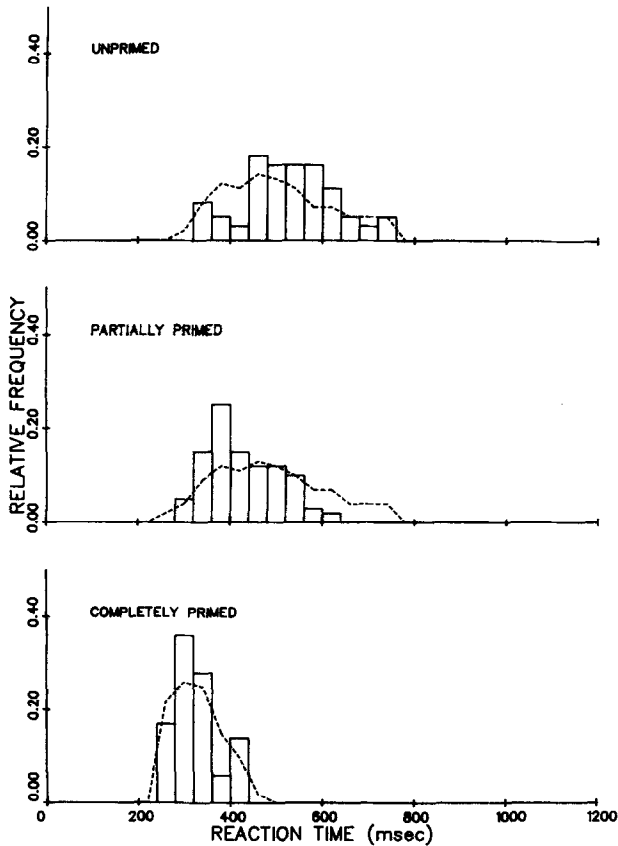 UNPRIMED
0.40
0.20
0.00
PARTIALLY PRIMED
0.40
0.20
0.00
COMPLETELY PRIMED
0.40
0.20
0.00
RELATIVE FREQUENCY
0 200 400 600 800 1000 1200
REACTION TIME (msec)